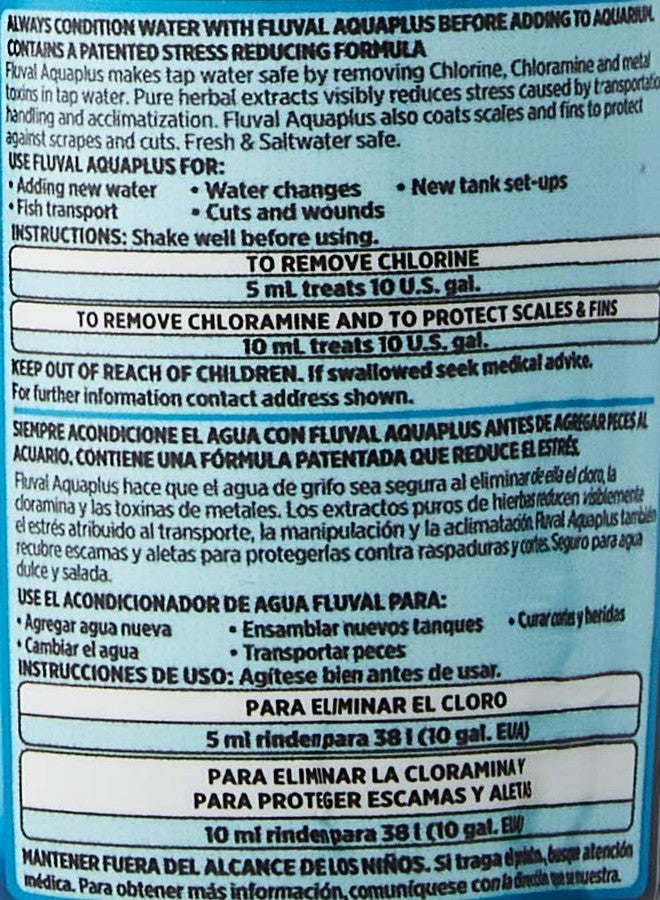 ALWAYS CONDITION WATER WITH FLUVAL AQUAPLUS BEFORE ADDING TO AQUARIUM.
CONTAINS A PATENTED STRESS REDUCING FORMULA
Fluval Aquaplus makes tap water safe by removing Chlorine, Chloramine and metal
toxins in tap water. Pure herbal extracts visibly reduces stress caused by transportatio
handling and acclimatization. Fluval Aquaplus also coats scales and fins to protect
against scrapes and cuts. Fresh & Saltwater safe.
USE FLUVAL AQUAPLUS FOR:
• Adding new water • Water changes • New tank set-ups
• Fish transport • Cuts and wounds
INSTRUCTIONS: Shake well before using.
TO REMOVE CHLORINE
5 mL treats 10 U.S. gal.
TO REMOVE CHLORAMINE AND TO PROTECT SCALES & FINS
10 mL treats 10 U.S. gal.
KEEP OUT OF REACH OF CHILDREN. If swallowed seek medical advice.
For further information contact address shown.
SIEMPRE ACONDICIONE EL AGUA CON FLUVAL AQUAPLUS ANTES DE AGREGAR PECES AL
ACUARIO. CONTIENE UNA FÓRMULA PATENTADA QUE REDUCE EL ESTRÉS.
Fluval Aquaplus hace que el agua de grifo sea segura al eliminar de ella el cloro, la
cloramina y las toxinas de metales. Los extractos puros de hierbas reducen visiblemente
el estrés atribuido al transporte, la manipulación y la aclimatación. Fluval Aquaplus también
recubre escamas y aletas para protegerlas contra raspaduras y cortes. Seguro para agua
dulce y salada.
USE EL ACONDICIONADOR DE AGUA FLUVAL PARA:
• Agregar agua nueva • Ensamblar nuevos tanques • Curar cortes y heridas
• Cambiar el agua • Transportar peces
INSTRUCCIONES DE USO: Agítese bien antes de usar.
PARA ELIMINAR EL CLORO
5 ml rinden para 38 l (10 gal. EUA)
PARA ELIMINAR LA CLORAMINA Y
PARA PROTEGER ESCAMAS Y ALETAS
10 ml rinden para 38 l (10 gal. EUA)
MANTENER FUERA DEL ALCANCE DE LOS NIÑOS. Si traga el producto, busque atención
médica. Para obtener más información, comuníquese con la dirección que se muestra.